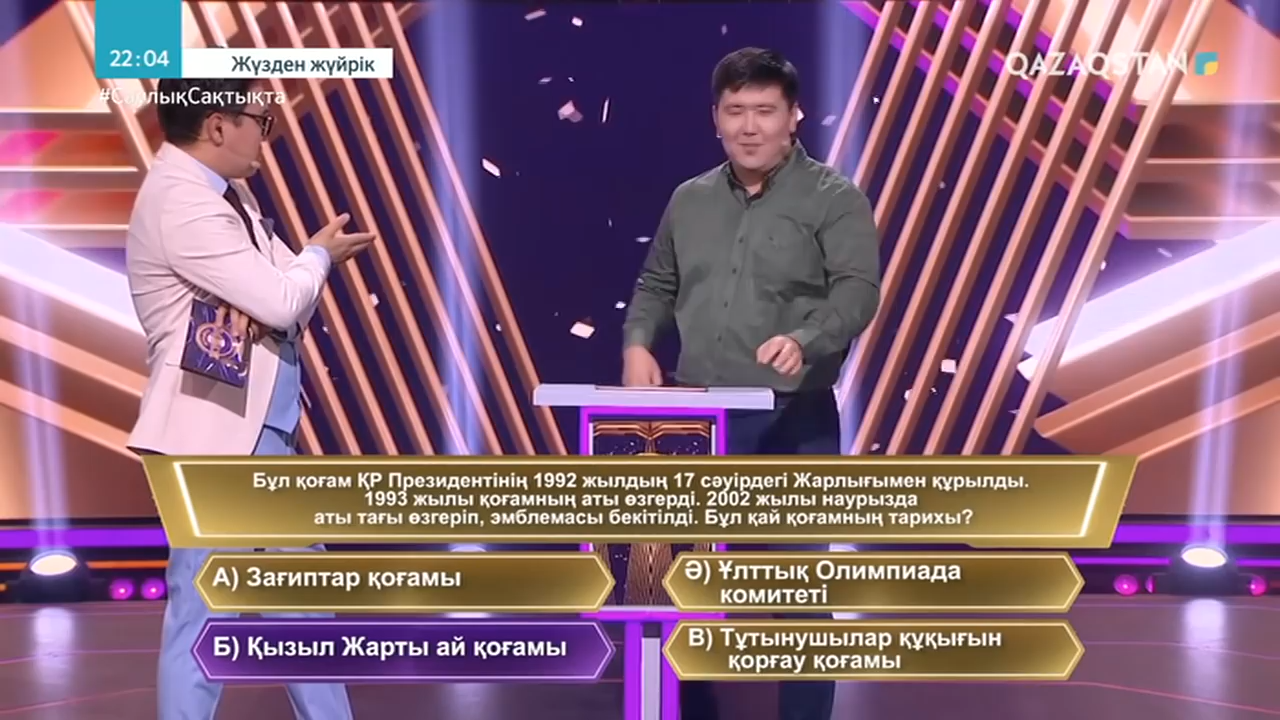 22:04
Жүзден жүйрік
QAZAQSTAN
#СаулықСақтықта
Бұл қоғам ҚР Президентінің 1992 жылдың 17 сәуірдегі Жарлығымен құрылды.
1993 жылы қоғамның аты өзгерді. 2002 жылы наурызда
аты тағы өзгеріп, эмблемасы бекітілді. Бұл қай қоғамның тарихы?
А) Зағиптар қоғамы
Ә) Ұлттық Олимпиада
комитеті
Б) Қызыл Жарты ай қоғамы
В) Тұтынушылар құқығын
қорғау қоғамы